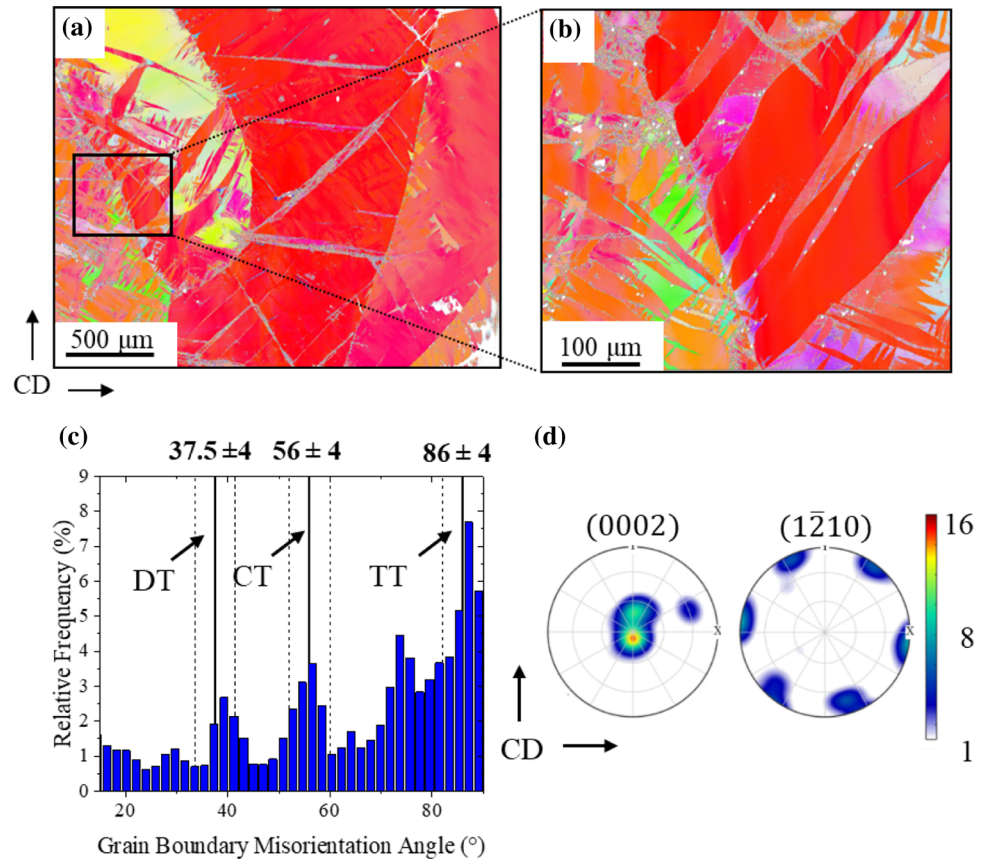 (a)
500 μm
CD
(b)
100 μm
(c)
37.5 ±4 56 ± 4 86 ± 4
9
8
7
6
5
4
3
2
1
0
Relative Frequency (%)
DT
CT
TT
20 40 60 80
Grain Boundary Misorientation Angle (°)
(d)
(0002) (12̅10)
X X
CD
16
8
1